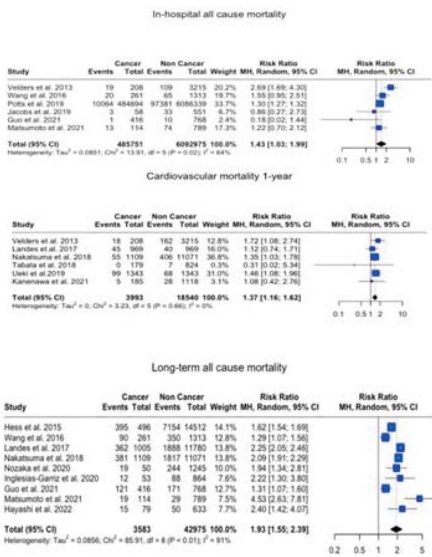 In-hospital all cause mortality
Cancer Non Cancer Risk Ratio Risk Ratio
Study Events Total Events Total Weight MH, Random, 95% CI MH, Random, 95% CI
Velders et al. 2013 19 208 109 3215 20.2% 2.69 [1.69; 4.30]
Wang et al. 2016 20 261 65 1313 1.55 [0.95; 2.51]
Potts et al. 2019 10064 484694 97381 6086339 1.30 [1.27; 1.32]
Jacobs et al. 2019 3 58 33 551 0.86 [0.27; 2.73]
Guo et al. 2021 1 416 10 768 0.18 [0.02; 1.44]
Matsumoto et al. 2021 13 114 74 789 1.22 [0.70; 2.12]
Total (95% CI) 485751 6092975 100.0% 1.43 [1.03; 1.99]
Heterogeneity: Tau² = 0.0851, Chi² = 13.91, df = 5 (P = 0.02); I² = 64%
0.1 0.5 1 2 10
Cardiovascular mortality 1-year
Cancer Non Cancer Risk Ratio Risk Ratio
Study Events Total Events Total Weight MH, Random, 95% CI MH, Random, 95% CI
Velders et al. 2013 18 208 162 3215 12.8% 1.72 [1.08; 2.74]
Landes et al. 2017 45 969 40 969 12.9% 1.12 [0.74; 1.71]
Nakatsuma et al. 2018 55 1109 406 11071 36.8% 1.35 [1.03; 1.78]
Tabata et al. 2018 0 179 7 824 0.3% 0.31 [0.02; 5.34]
Ueki et al.2019 99 1343 68 1343 30.2% 1.46 [1.08; 1.96]
Kanenawa et al. 2021 5 185 28 1118 3.1% 1.08 [0.42; 2.76]
Total (95% CI) 3993 18540 100.0% 1.37 [1.16; 1.62]
Heterogeneity: Tau² = 0, Chi² = 3.23, df = 5 (P = 0.66); I² = 0%
0.1 0.5 1 2 10
Long-term all cause mortality
Cancer Non Cancer Risk Ratio Risk Ratio
Study Events Total Events Total Weight MH, Random, 95% CI MH, Random, 95% CI
Hess et al. 2015 395 496 7154 14512 14.1% 1.62 [1.54; 1.69]
Wang et al. 2016 90 261 350 1313 12.8% 1.29 [1.07; 1.56]
Landes et al. 2017 362 1005 1888 11780 13.9% 2.25 [2.05; 2.46]
Nakatsuma et al. 2018 381 1109 1817 11071 13.9% 2.09 [1.91; 2.29]
Nozaka et al. 2020 19 50 244 1245 10.5% 1.94 [1.34; 2.81]
Inglesias-Garriz et al. 2020 12 53 88 864 2.22 [1.30; 3.80]
Guo et al. 2021 121 416 171 768 12.6% 1.31 [1.07; 1.60]
Matsumoto et al. 2021 19 114 29 789 4.53 [2.63; 7.81]
Hayashi et al. 2022 15 79 50 633 2.40 [1.42; 4.07]
Total (95% CI) 3583 42975 100.0% 1.93 [1.55; 2.39]
Heterogeneity: Tau² = 0.0856; Chi² = 85.91, df = 8 (P < 0.01); I² = 91%
0.2 0.5 1 2 5